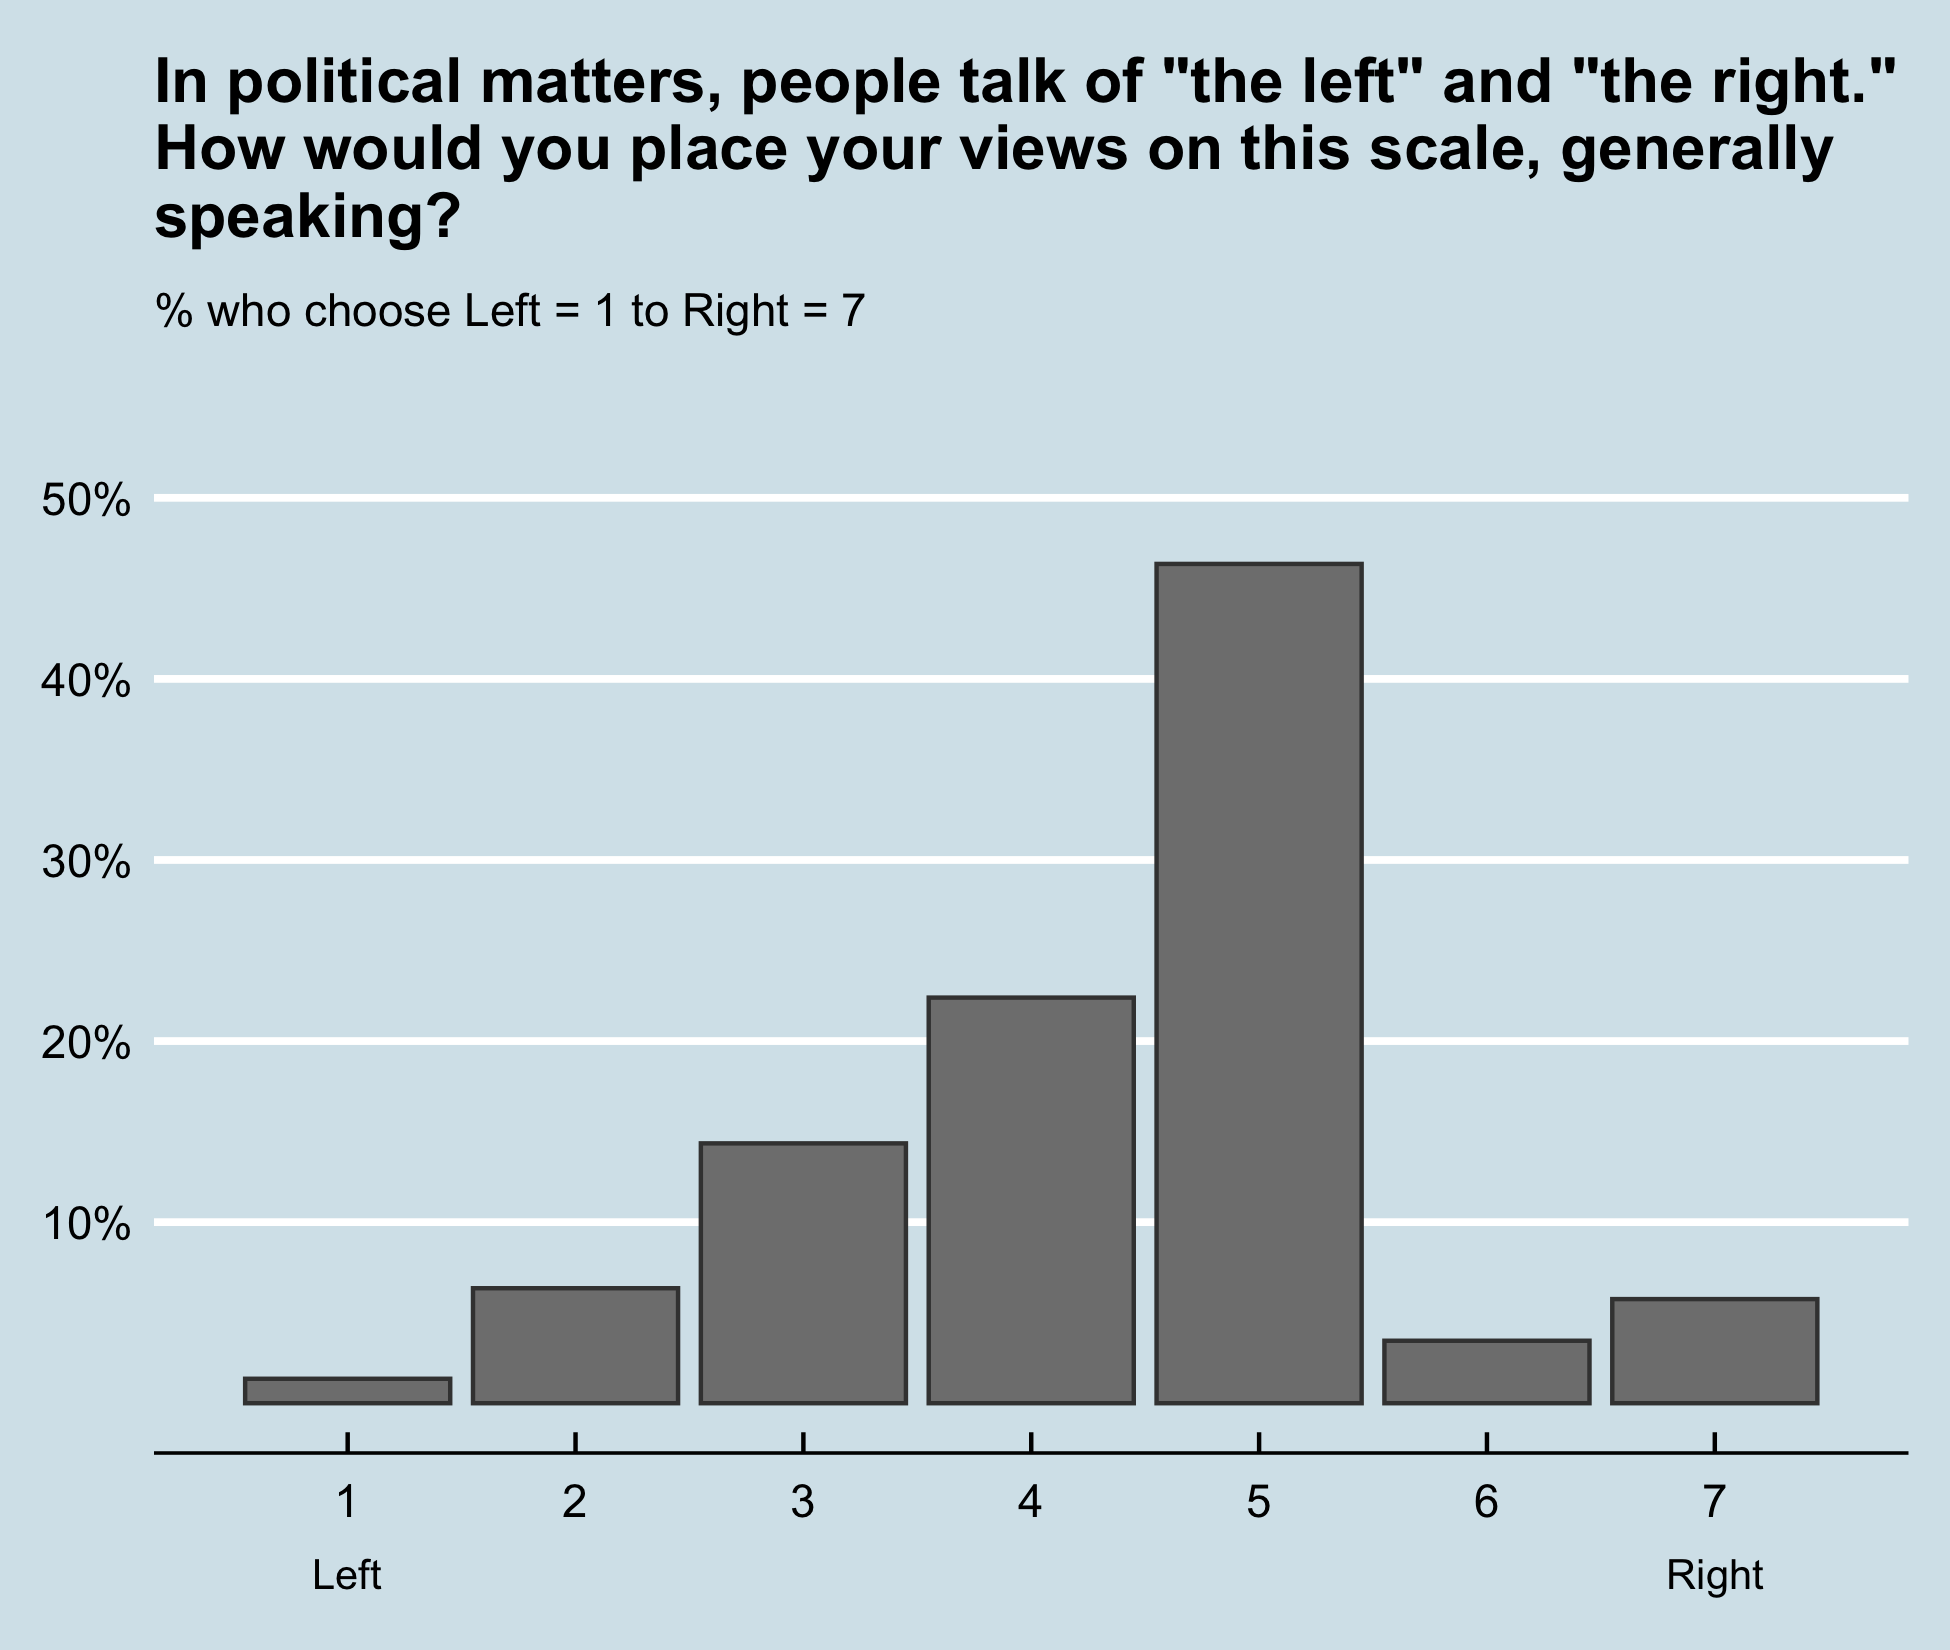 In political matters, people talk of "the left" and "the right."
How would you place your views on this scale, generally
speaking?
% who choose Left = 1 to Right = 7
50%
40%
30%
20%
10%
1 2 3 4 5 6 7
Left Right